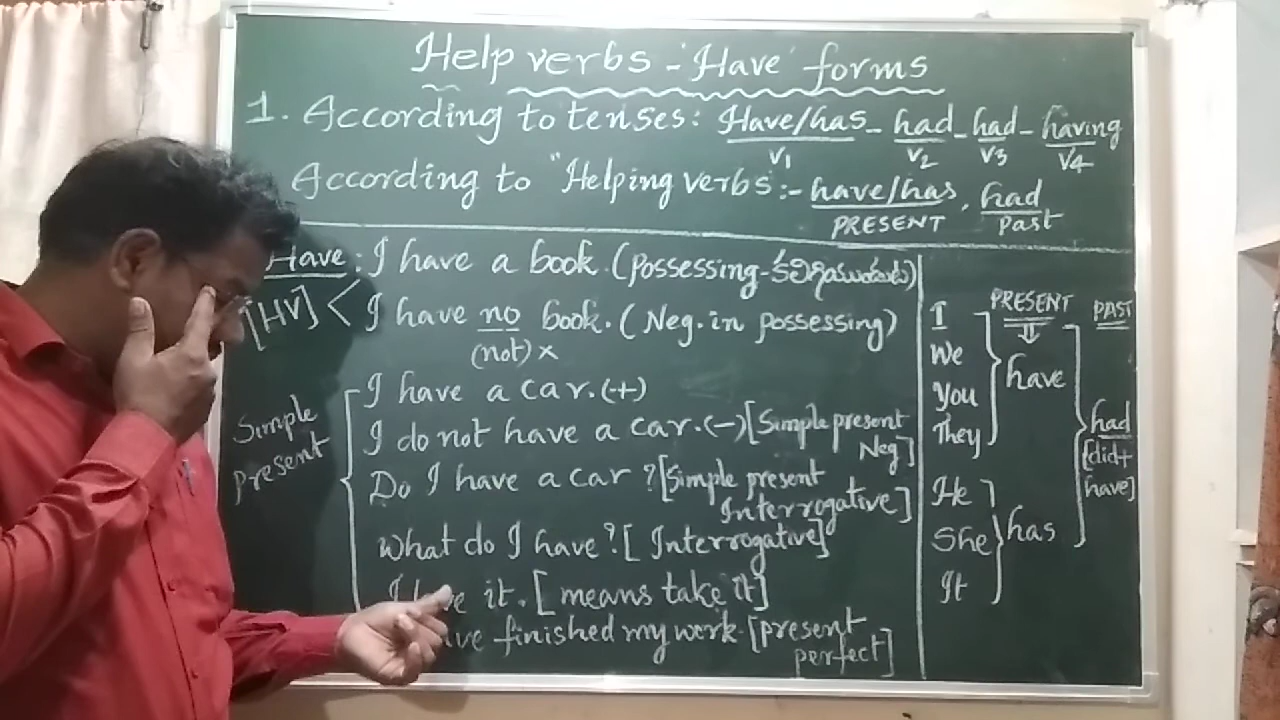 Help verbs - 'Have' forms
1. According to tenses: Have/has - had - had - having
V1 V2 V3 V4
According to "Helping verbs:- have/has, had
PRESENT past
Have: I have a book. (possessing-
[HV] < I have no book. (Neg. in possessing)
(not) x
Simple Present
I have a car. (+)
I do not have a car. (-) [Simple present Neg]
Do I have a car? [Simple present
Interrogative]
What do I have? [Interrogative]
it. [means take it]
finished my work. [present
perfect]
PRESENT PAST
I
We
You
They
have
He
She
It
has
had
[did+
have]